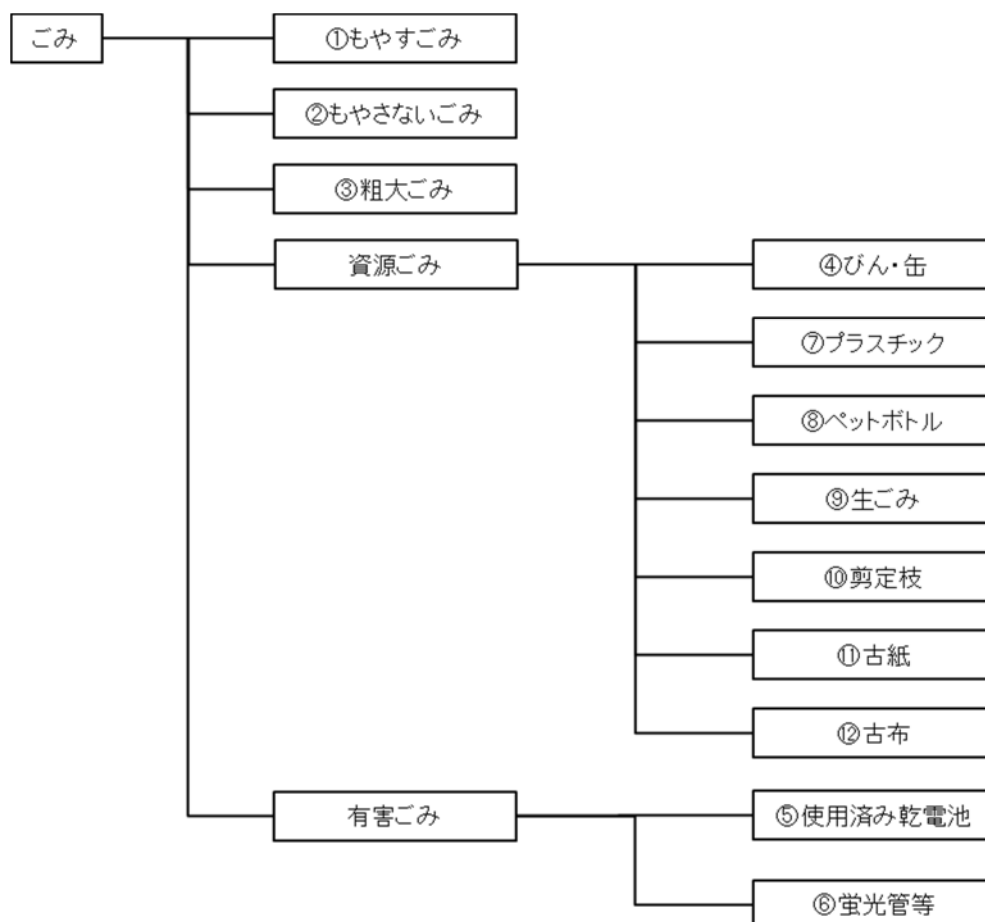 ごみ
①もやすごみ
②もやさないごみ
③粗大ごみ
資源ごみ
④びん・缶
⑦プラスチック
⑧ペットボトル
⑨生ごみ
⑩剪定枝
⑪古紙
⑫古布
有害ごみ
⑤使用済み乾電池
⑥蛍光管等